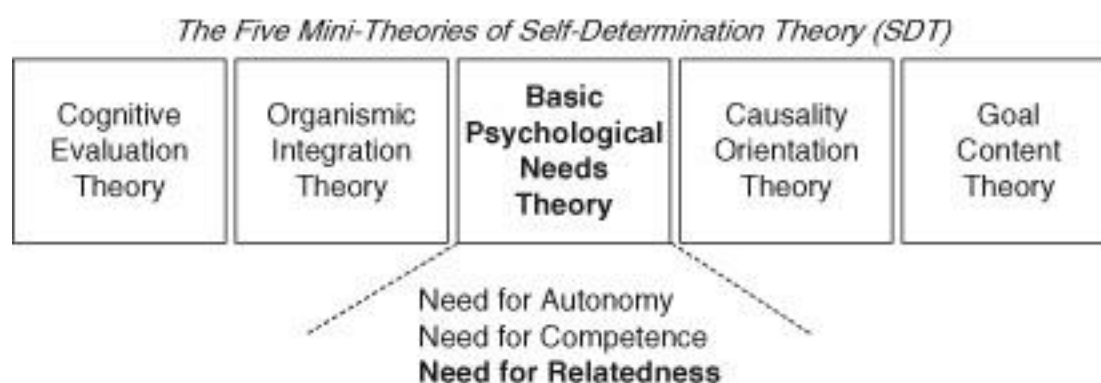 The Five Mini-Theories of Self-Determination Theory (SDT)
Cognitive
Evaluation
Theory
Organismic
Integration
Theory
Basic
Psychological
Needs
Theory
Causality
Orientation
Theory
Goal
Content
Theory
Need for Autonomy
Need for Competence
Need for Relatedness